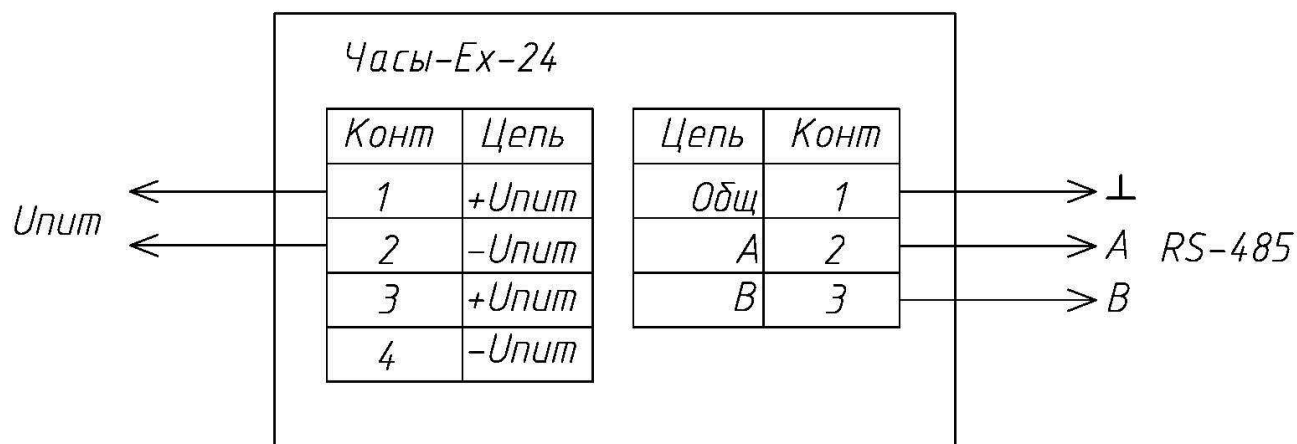 Часы-Ex-24
Конт Цепь
1 +Uпит
2 -Uпит
3 +Uпит
4 -Uпит
Цепь Конт
Общ 1
A 2
B 3
Uпит
⊥
A RS-485
B